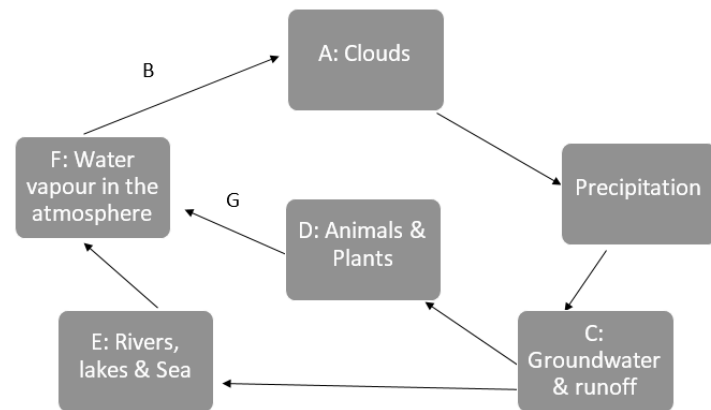 B
A: Clouds
F: Water
vapour in the
atmosphere
Precipitation
G
D: Animals &
Plants
E: Rivers,
lakes & Sea
C:
Groundwater
& runoff